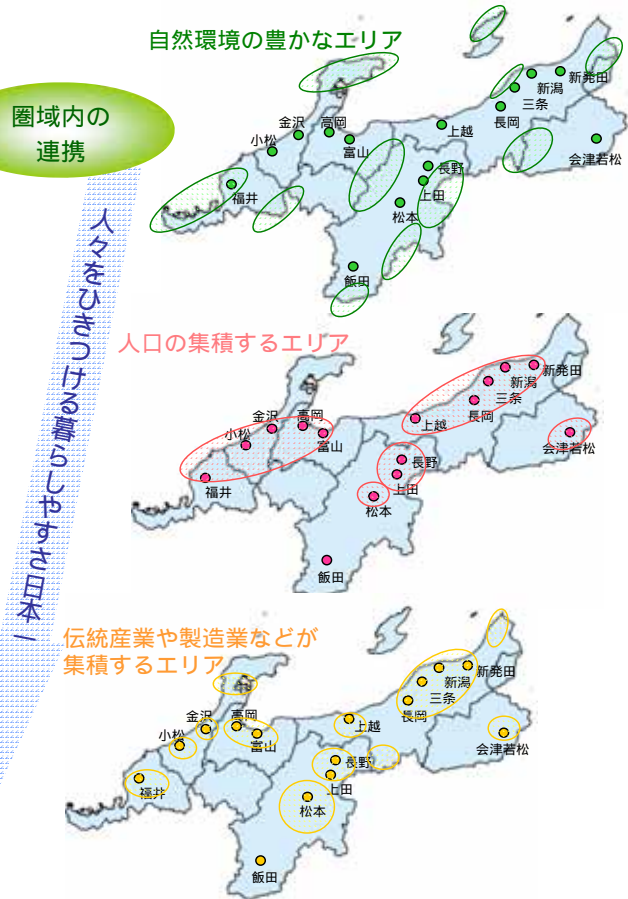 自然環境の豊かなエリア
圏域内の
連携
新発田
新潟
三条
長岡
上越
会津若松
金沢
高岡
小松
富山
福井
長野
上田
松本
飯田
人々をひきつける暮らしやすさ日本一
人口の集積するエリア
新発田
新潟
三条
長岡
上越
会津若松
金沢
高岡
小松
富山
福井
長野
上田
松本
飯田
伝統産業や製造業などが
集積するエリア
新発田
新潟
三条
長岡
上越
会津若松
金沢
高岡
小松
富山
福井
長野
上田
松本
飯田